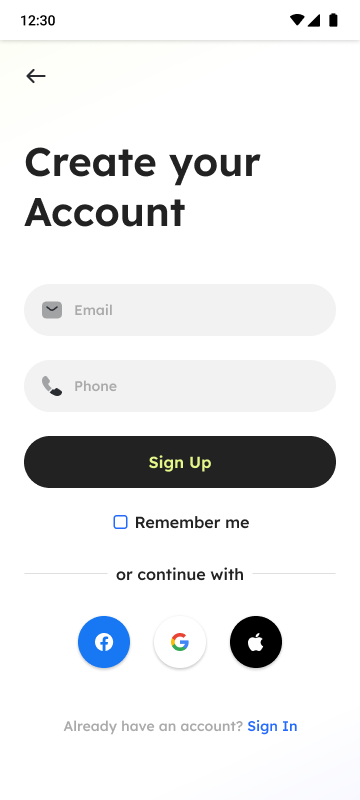 12:30
Create your
Account
Email
Phone
Sign Up
Remember me
or continue with
Already have an account? Sign In